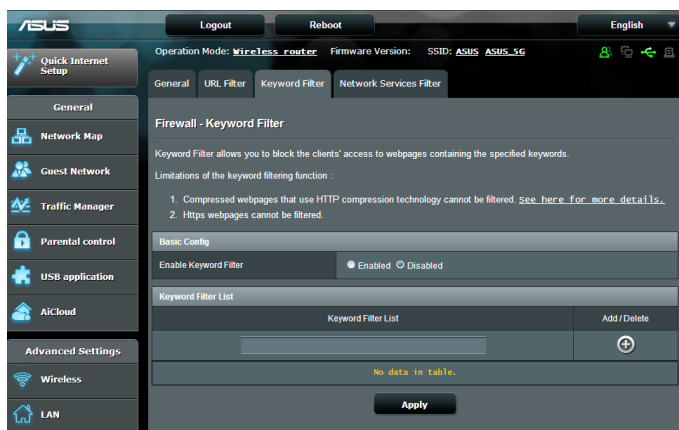 ASUS
Logout
Reboot
English
Quick Internet
Setup
Operation Mode: Wireless router Firmware Version: SSID: ASUS ASUS_5G
General
URL Filter
Keyword Filter
Network Services Filter
General
Network Map
Guest Network
Traffic Manager
Parental control
USB application
AiCloud
Advanced Settings
Wireless
LAN
Firewall - Keyword Filter
Keyword Filter allows you to block the clients' access to webpages containing the specified keywords.
Limitations of the keyword filtering function :
1. Compressed webpages that use HTTP compression technology cannot be filtered. See here for more details.
2. Https webpages cannot be filtered.
Basic Config
Enable Keyword Filter
Enabled Disabled
Keyword Filter List
Keyword Filter List
Add / Delete
No data in table.
Apply